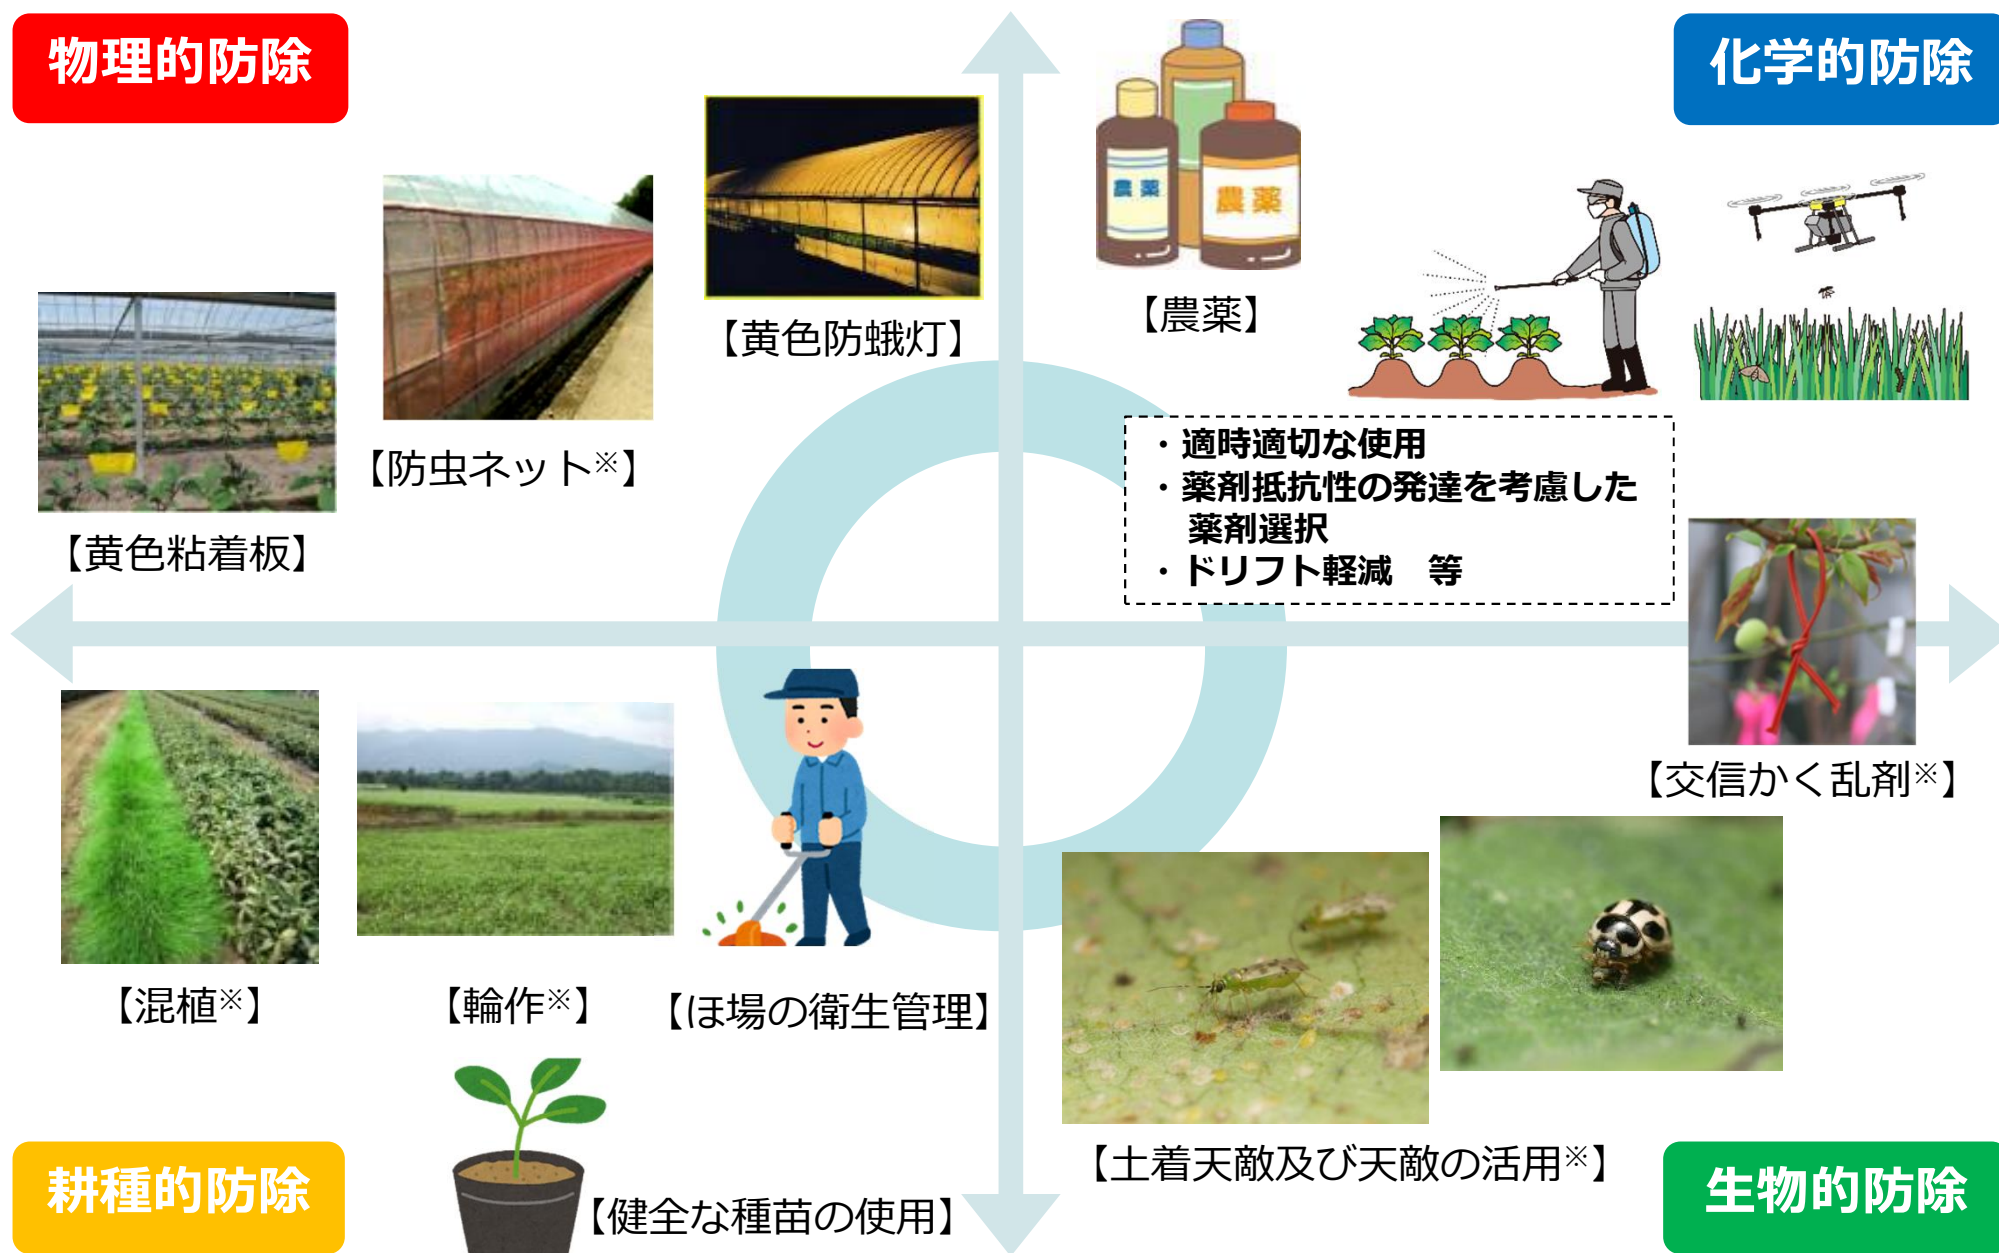 物理的防除
化学的防除
農薬
農薬
【黄色防蛾灯】
【農薬】
【防虫ネット※】
【黄色粘着板】
・適時適切な使用
・薬剤抵抗性の発達を考慮した
薬剤選択
・ドリフト軽減　等
【交信かく乱剤※】
【混植※】
【輪作※】
【ほ場の衛生管理】
【土着天敵及び天敵の活用※】
【健全な種苗の使用】
耕種的防除
生物的防除